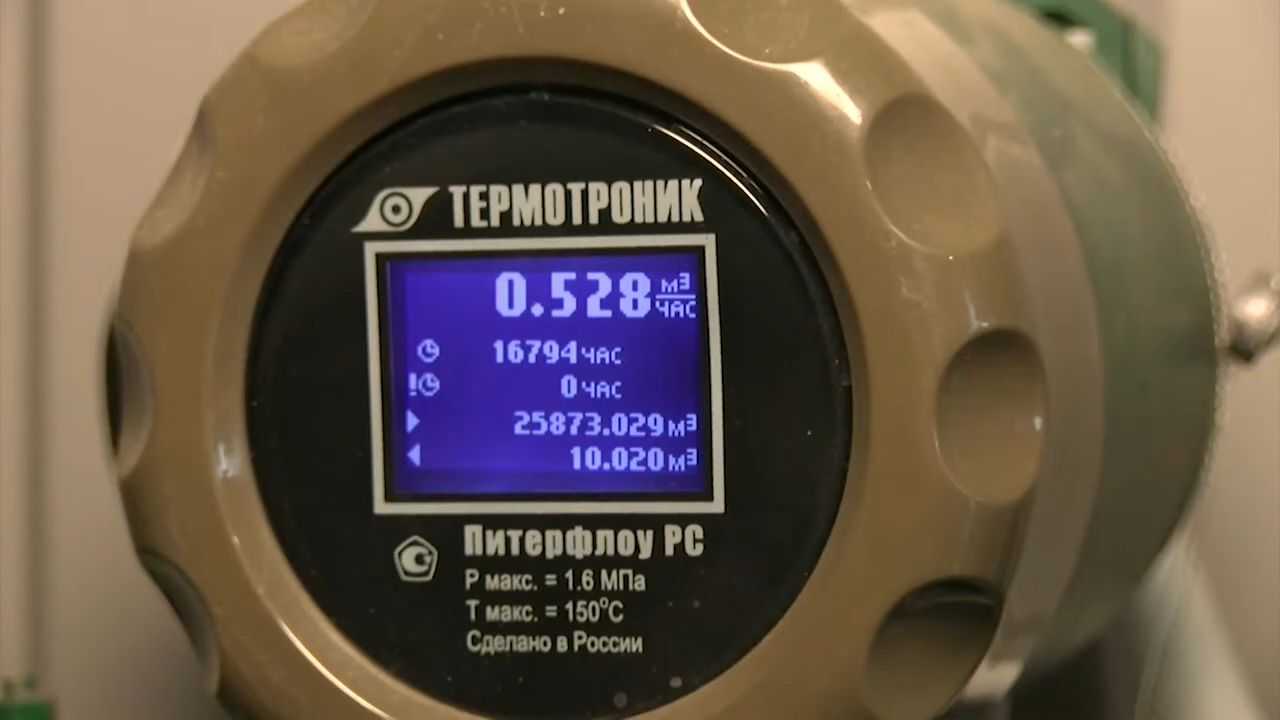 ТЕРМОТРОНИК
0.528 м³/ЧАС
16794 ЧАС
! 0 ЧАС
25873.029 м³
10.020 м³
Питерфлоу РС
Р макс. = 1.6 МПа
Т макс. = 150°С
Сделано в России